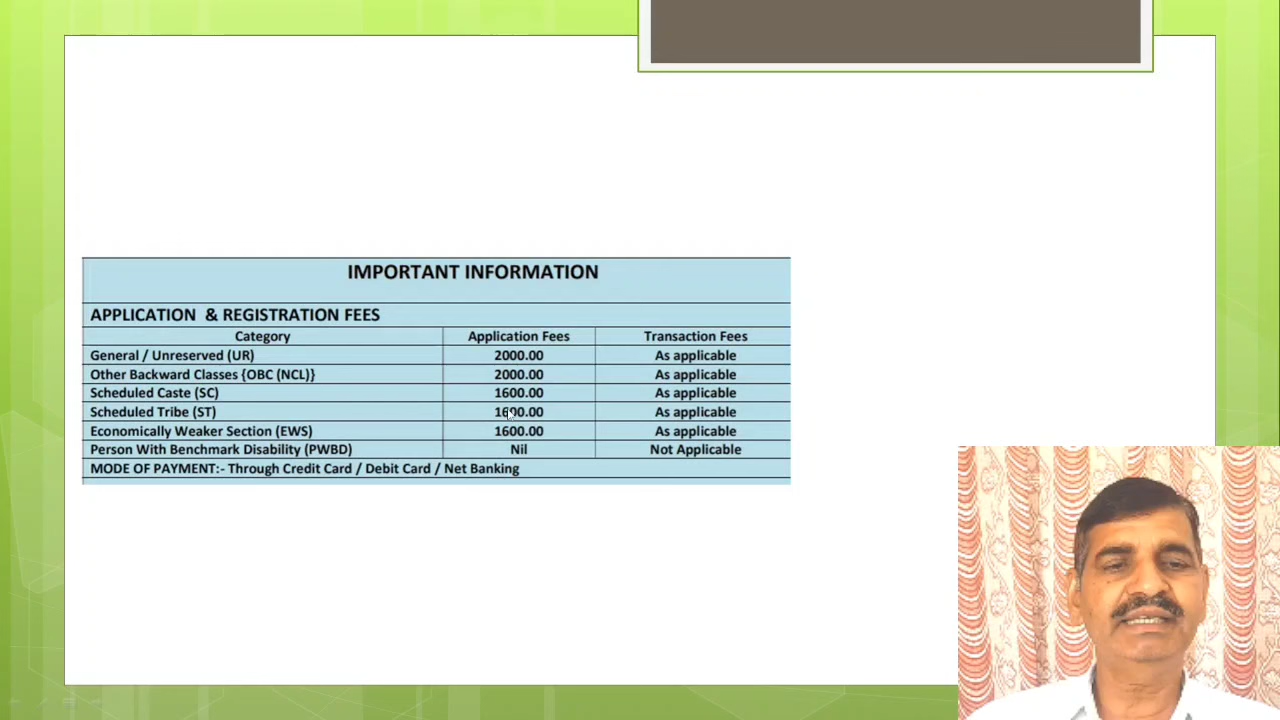 IMPORTANT INFORMATION
APPLICATION & REGISTRATION FEES
Category Application Fees Transaction Fees
General / Unreserved (UR) 2000.00 As applicable
Other Backward Classes {OBC (NCL)} 2000.00 As applicable
Scheduled Caste (SC) 1600.00 As applicable
Scheduled Tribe (ST) 1600.00 As applicable
Economically Weaker Section (EWS) 1600.00 As applicable
Person With Benchmark Disability (PWBD) Nil Not Applicable
MODE OF PAYMENT:- Through Credit Card / Debit Card / Net Banking